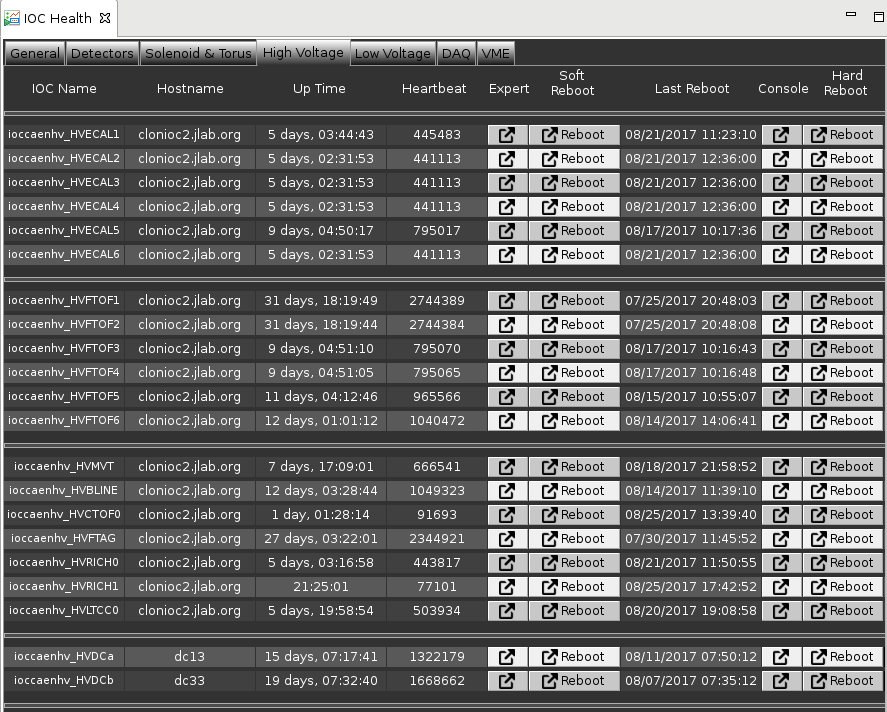 IOC Health
General Detectors Solenoid & Torus High Voltage Low Voltage DAQ VME
IOC Name Hostname Up Time Heartbeat Expert Soft Reboot Last Reboot Console Hard Reboot
ioccaenhv_HVECAL1 clonioc2.jlab.org 5 days, 03:44:43 445483 Reboot 08/21/2017 11:23:10 Reboot
ioccaenhv_HVECAL2 clonioc2.jlab.org 5 days, 02:31:53 441113 Reboot 08/21/2017 12:36:00 Reboot
ioccaenhv_HVECAL3 clonioc2.jlab.org 5 days, 02:31:53 441113 Reboot 08/21/2017 12:36:00 Reboot
ioccaenhv_HVECAL4 clonioc2.jlab.org 5 days, 02:31:53 441113 Reboot 08/21/2017 12:36:00 Reboot
ioccaenhv_HVECAL5 clonioc2.jlab.org 9 days, 04:50:17 795017 Reboot 08/17/2017 10:17:36 Reboot
ioccaenhv_HVECAL6 clonioc2.jlab.org 5 days, 02:31:53 441113 Reboot 08/21/2017 12:36:00 Reboot
ioccaenhv_HVFTOF1 clonioc2.jlab.org 31 days, 18:19:49 2744389 Reboot 07/25/2017 20:48:03 Reboot
ioccaenhv_HVFTOF2 clonioc2.jlab.org 31 days, 18:19:44 2744384 Reboot 07/25/2017 20:48:08 Reboot
ioccaenhv_HVFTOF3 clonioc2.jlab.org 9 days, 04:51:10 795070 Reboot 08/17/2017 10:16:43 Reboot
ioccaenhv_HVFTOF4 clonioc2.jlab.org 9 days, 04:51:05 795065 Reboot 08/17/2017 10:16:48 Reboot
ioccaenhv_HVFTOF5 clonioc2.jlab.org 11 days, 04:12:46 965566 Reboot 08/15/2017 10:55:07 Reboot
ioccaenhv_HVFTOF6 clonioc2.jlab.org 12 days, 01:01:12 1040472 Reboot 08/14/2017 14:06:41 Reboot
ioccaenhv_HVMVT clonioc2.jlab.org 7 days, 17:09:01 666541 Reboot 08/18/2017 21:58:52 Reboot
ioccaenhv_HVBLINE clonioc2.jlab.org 12 days, 03:28:44 1049323 Reboot 08/14/2017 11:39:10 Reboot
ioccaenhv_HVCTOF0 clonioc2.jlab.org 1 day, 01:28:14 91693 Reboot 08/25/2017 13:39:40 Reboot
ioccaenhv_HVFTAG clonioc2.jlab.org 27 days, 03:22:01 2344921 Reboot 07/30/2017 11:45:52 Reboot
ioccaenhv_HVRICH0 clonioc2.jlab.org 5 days, 03:16:58 443817 Reboot 08/21/2017 11:50:55 Reboot
ioccaenhv_HVRICH1 clonioc2.jlab.org 21:25:01 77101 Reboot 08/25/2017 17:42:52 Reboot
ioccaenhv_HVLTCC0 clonioc2.jlab.org 5 days, 19:58:54 503934 Reboot 08/20/2017 19:08:58 Reboot
ioccaenhv_HVDCa dc13 15 days, 07:17:41 1322179 Reboot 08/11/2017 07:50:12 Reboot
ioccaenhv_HVDCb dc33 19 days, 07:32:40 1668662 Reboot 08/07/2017 07:35:12 Reboot